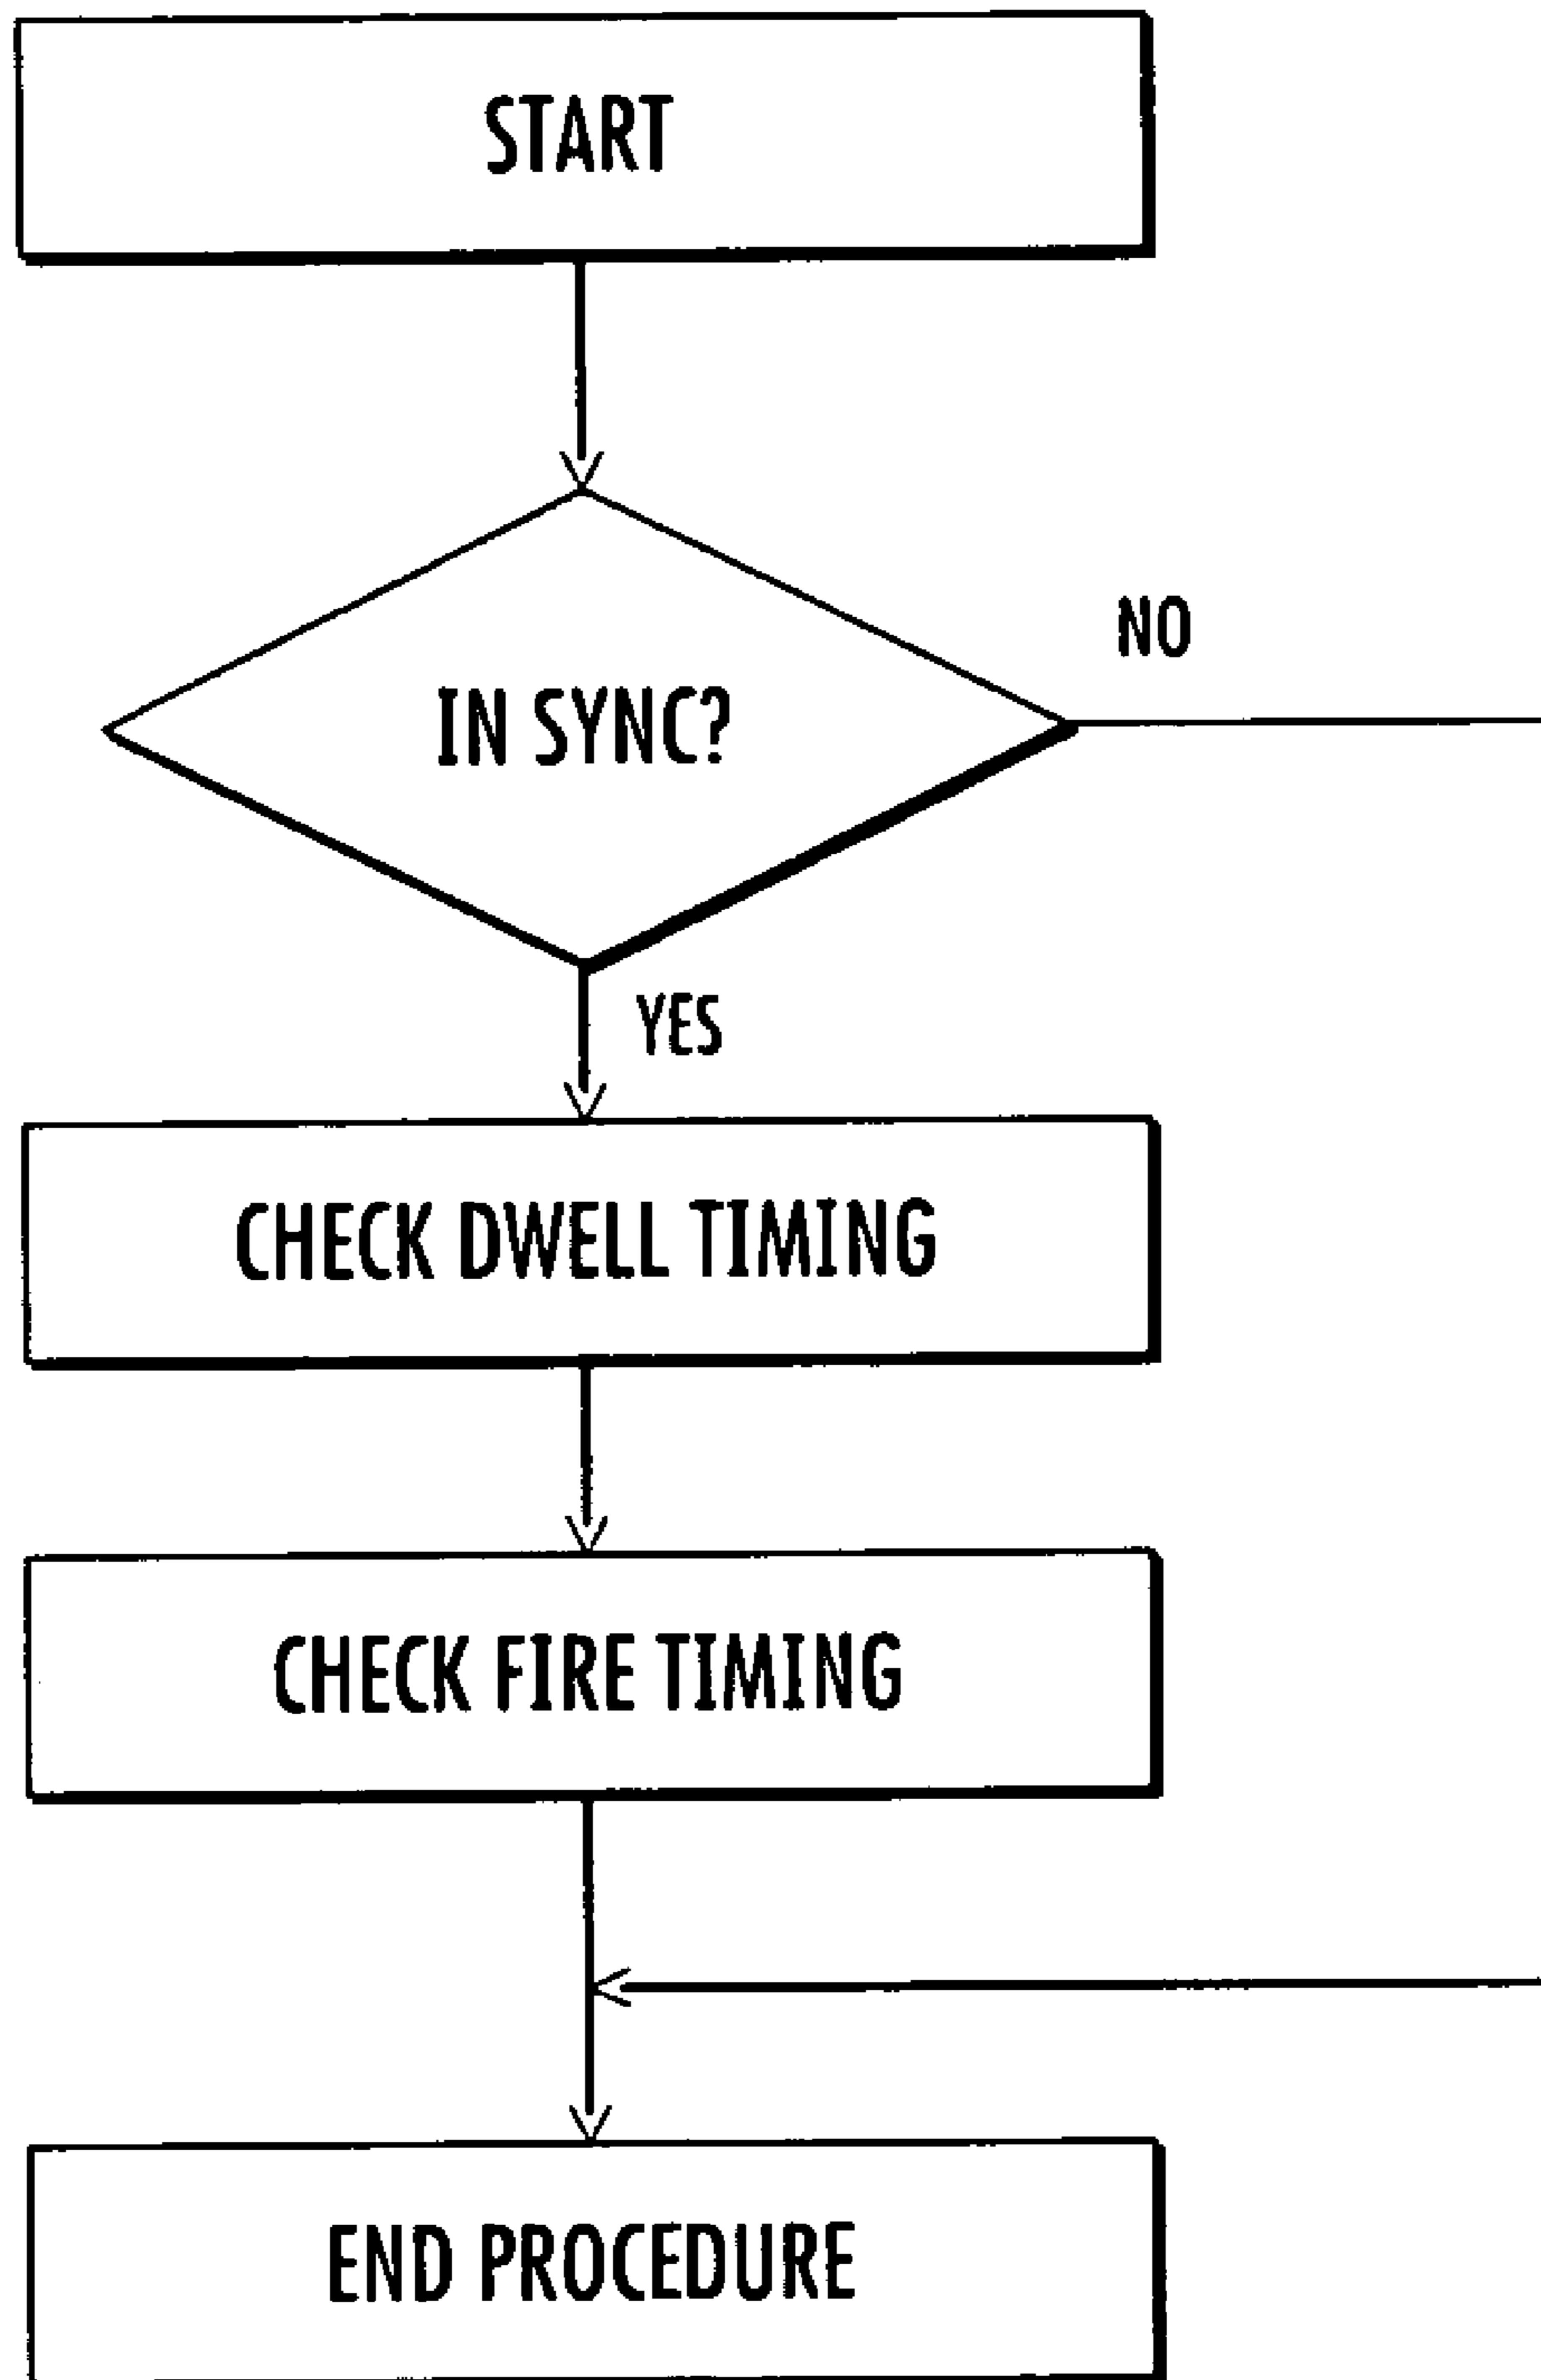 START
IN SYNC?
NO
YES
CHECK DWELL TIMING
CHECK FIRE TIMING
END PROCEDURE